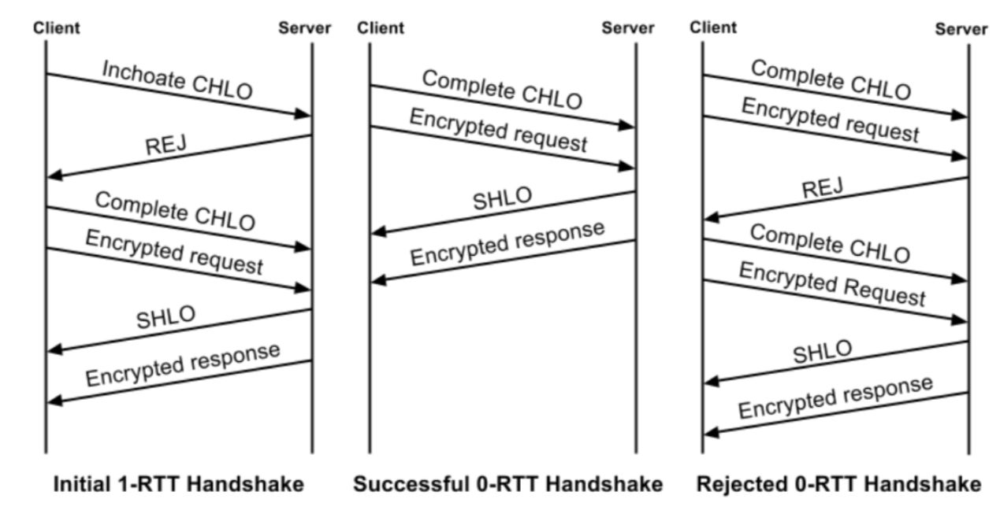 Client
Server
Inchoate CHLO
REJ
Complete CHLO
Encrypted request
SHLO
Encrypted response
Initial 1-RTT Handshake
Client
Server
Complete CHLO
Encrypted request
SHLO
Encrypted response
Successful 0-RTT Handshake
Client
Server
Complete CHLO
Encrypted request
REJ
Complete CHLO
Encrypted Request
SHLO
Encrypted response
Rejected 0-RTT Handshake